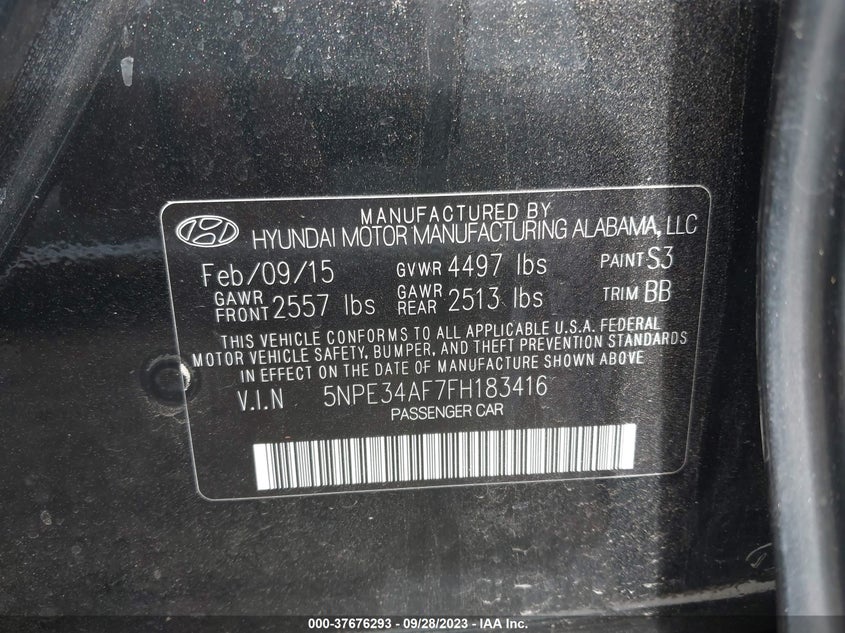 MANUFACTURED BY
HYUNDAI MOTOR MANUFACTURING ALABAMA, LLC
Feb/09/15 GVWR 4497 lbs PAINT S3
GAWR FRONT 2557 lbs GAWR REAR 2513 lbs TRIM BB
THIS VEHICLE CONFORMS TO ALL APPLICABLE U.S.A. FEDERAL
MOTOR VEHICLE SAFETY, BUMPER, AND THEFT PREVENTION STANDARDS
IN EFFECT ON THE DATE OF MANUFACTURE SHOWN ABOVE
V.I.N 5NPE34AF7FH183416
PASSENGER CAR
000-37676293 - 09/28/2023 - IAA Inc.